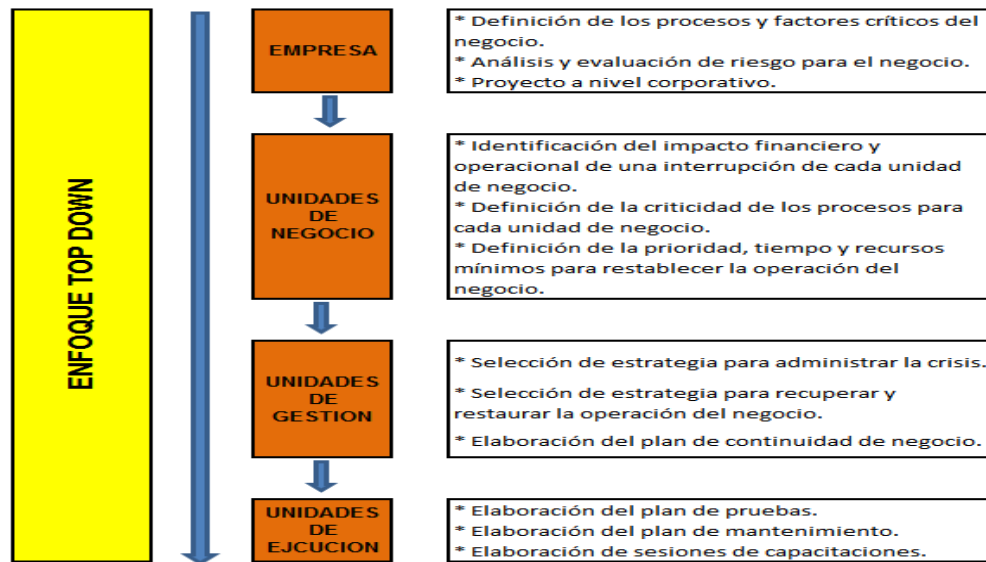 ENFOQUE TOP DOWN
EMPRESA
* Definición de los procesos y factores críticos del
negocio.
* Análisis y evaluación de riesgo para el negocio.
* Proyecto a nivel corporativo.
UNIDADES
DE
NEGOCIO
* Identificación del impacto financiero y
operacional de una interrupción de cada unidad
de negocio.
* Definición de la criticidad de los procesos para
cada unidad de negocio.
* Definición de la prioridad, tiempo y recursos
mínimos para restablecer la operación del
negocio.
UNIDADES
DE
GESTION
* Selección de estrategia para administrar la crisis.
* Selección de estrategia para recuperar y
restaurar la operación del negocio.
* Elaboración del plan de continuidad de negocio.
UNIDADES
DE
EJCUCION
* Elaboración del plan de pruebas.
* Elaboración del plan de mantenimiento.
* Elaboración de sesiones de capacitaciones.